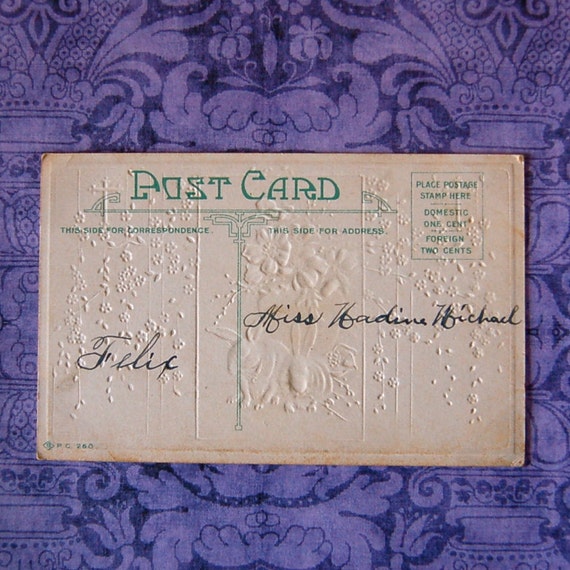 POST CARD
THIS SIDE FOR CORRESPONDENCE.
THIS SIDE FOR ADDRESS.
PLACE POSTAGE
STAMP HERE
DOMESTIC
ONE CENT
FOREIGN
TWO CENTS
Miss Nadine Michael
Felix
P.C. 260.